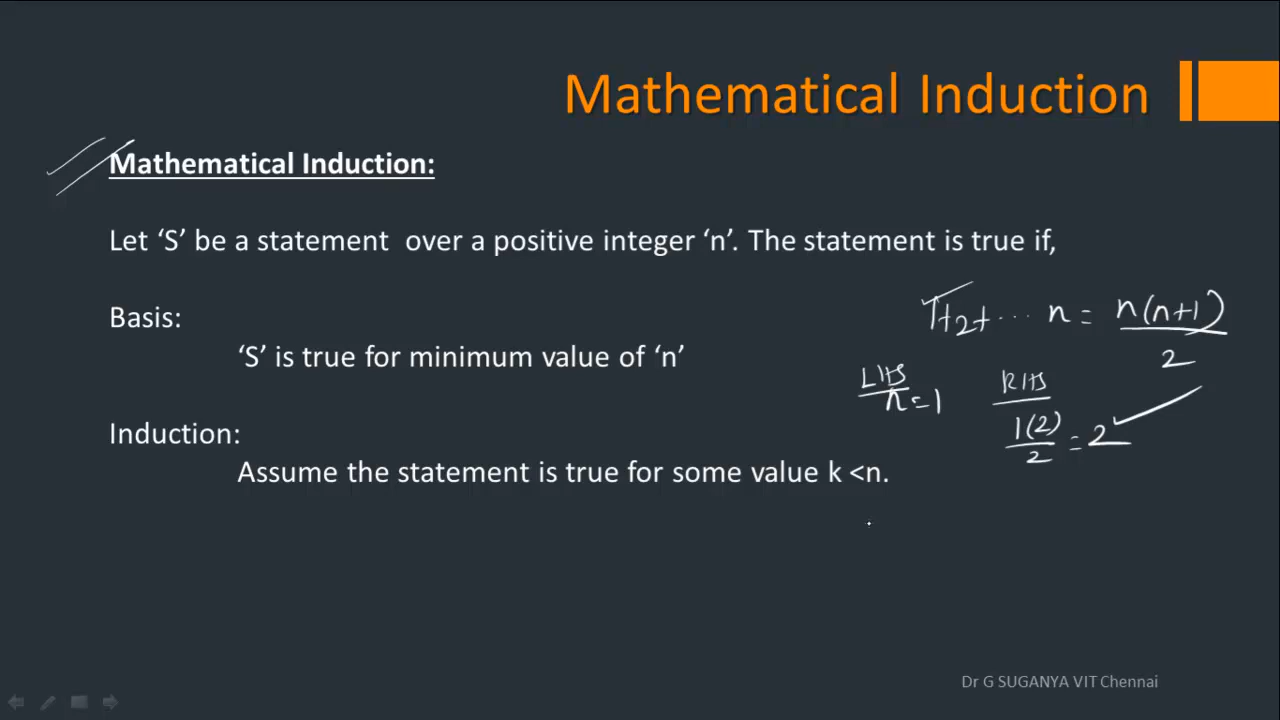 Mathematical Induction
Mathematical Induction:
Let ‘S’ be a statement over a positive integer ‘n’. The statement is true if,
Basis:
1+2+ ... n = n(n+1)/2
‘S’ is true for minimum value of ‘n’
LHS
n=1
RHS
1(2)/2 = 2
Induction:
Assume the statement is true for some value k <n.
Dr G SUGANYA VIT Chennai